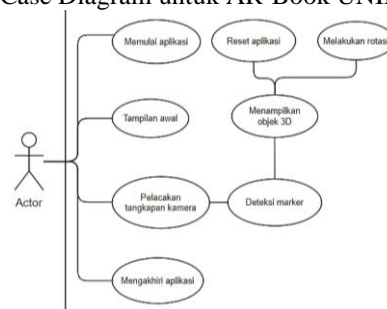 Case Diagram untuk AR Book
Memulai aplikasi
Reset aplikasi
Melakukan rotasi
Tampilan awal
Menampilkan
objek 3D
Actor
Pelacakan
tangkapan kamera
Deteksi marker
Mengakhiri aplikasi